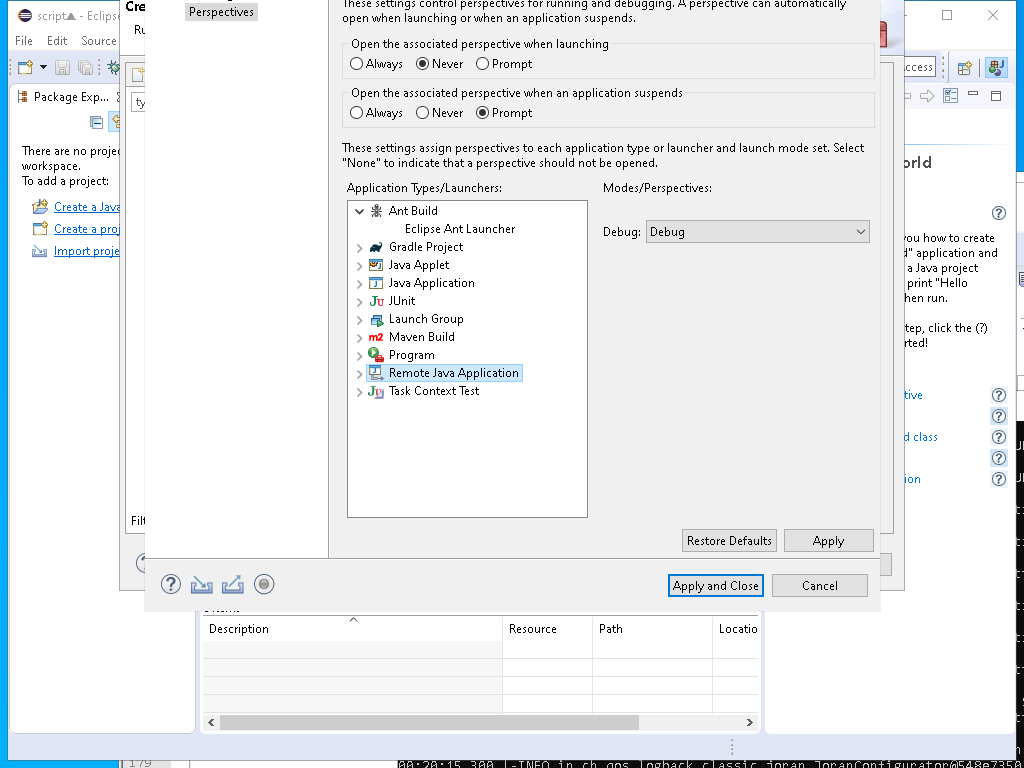 script▲ - Eclips
Cre
Perspectives
These settings control perspectives for running and debugging. A perspective can automatically
open when launching or when an application suspends.
File Edit Source
Ru
Open the associated perspective when launching
Always Never Prompt
ccess
Open the associated perspective when an application suspends
Always Never Prompt
Package Exp...
ty
There are no proje
workspace.
To add a project:
Create a Java
Create a proj
Import proje
These settings assign perspectives to each application type or launcher and launch mode set. Select
"None" to indicate that a perspective should not be opened.
Application Types/Launchers:
Modes/Perspectives:
Ant Build
Eclipse Ant Launcher
Gradle Project
Java Applet
Java Application
JUnit
Launch Group
Maven Build
Program
Remote Java Application
Task Context Test
Debug: Debug
orld
you how to create
d" application and
a Java project
print "Hello
hen run.
tep, click the (?)
rted!
tive
d class
ion
Filt
Restore Defaults Apply
Apply and Close Cancel
Description Resource Path Locatio
179
00:20:15,300 |-INFO in ch.qos.logback.classic.joran.JoranConfigurator@548e7350